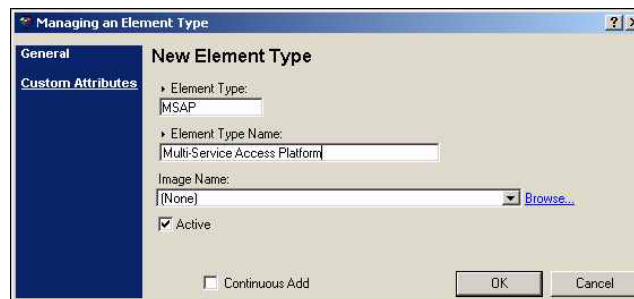 Managing an Element Type
General
Custom Attributes
New Element Type
Element Type:
MSAP
Element Type Name:
Multi-Service Access Platform
Image Name:
(None) Browse...
Active
Continuous Add
OK Cancel